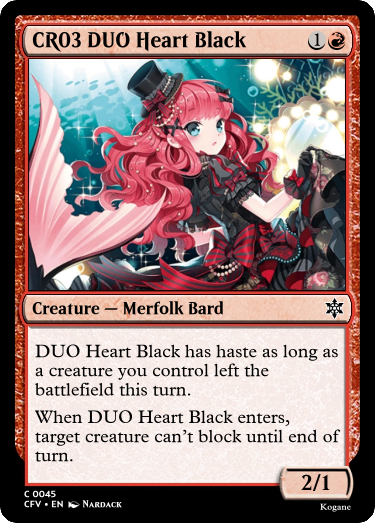 CR03 DUO Heart Black 1
Creature — Merfolk Bard
DUO Heart Black has haste as long as
a creature you control left the
battlefield this turn.
When DUO Heart Black enters,
target creature can't block until end of
turn.
2/1
C 0045
CFV • EN Nardack
Kogane